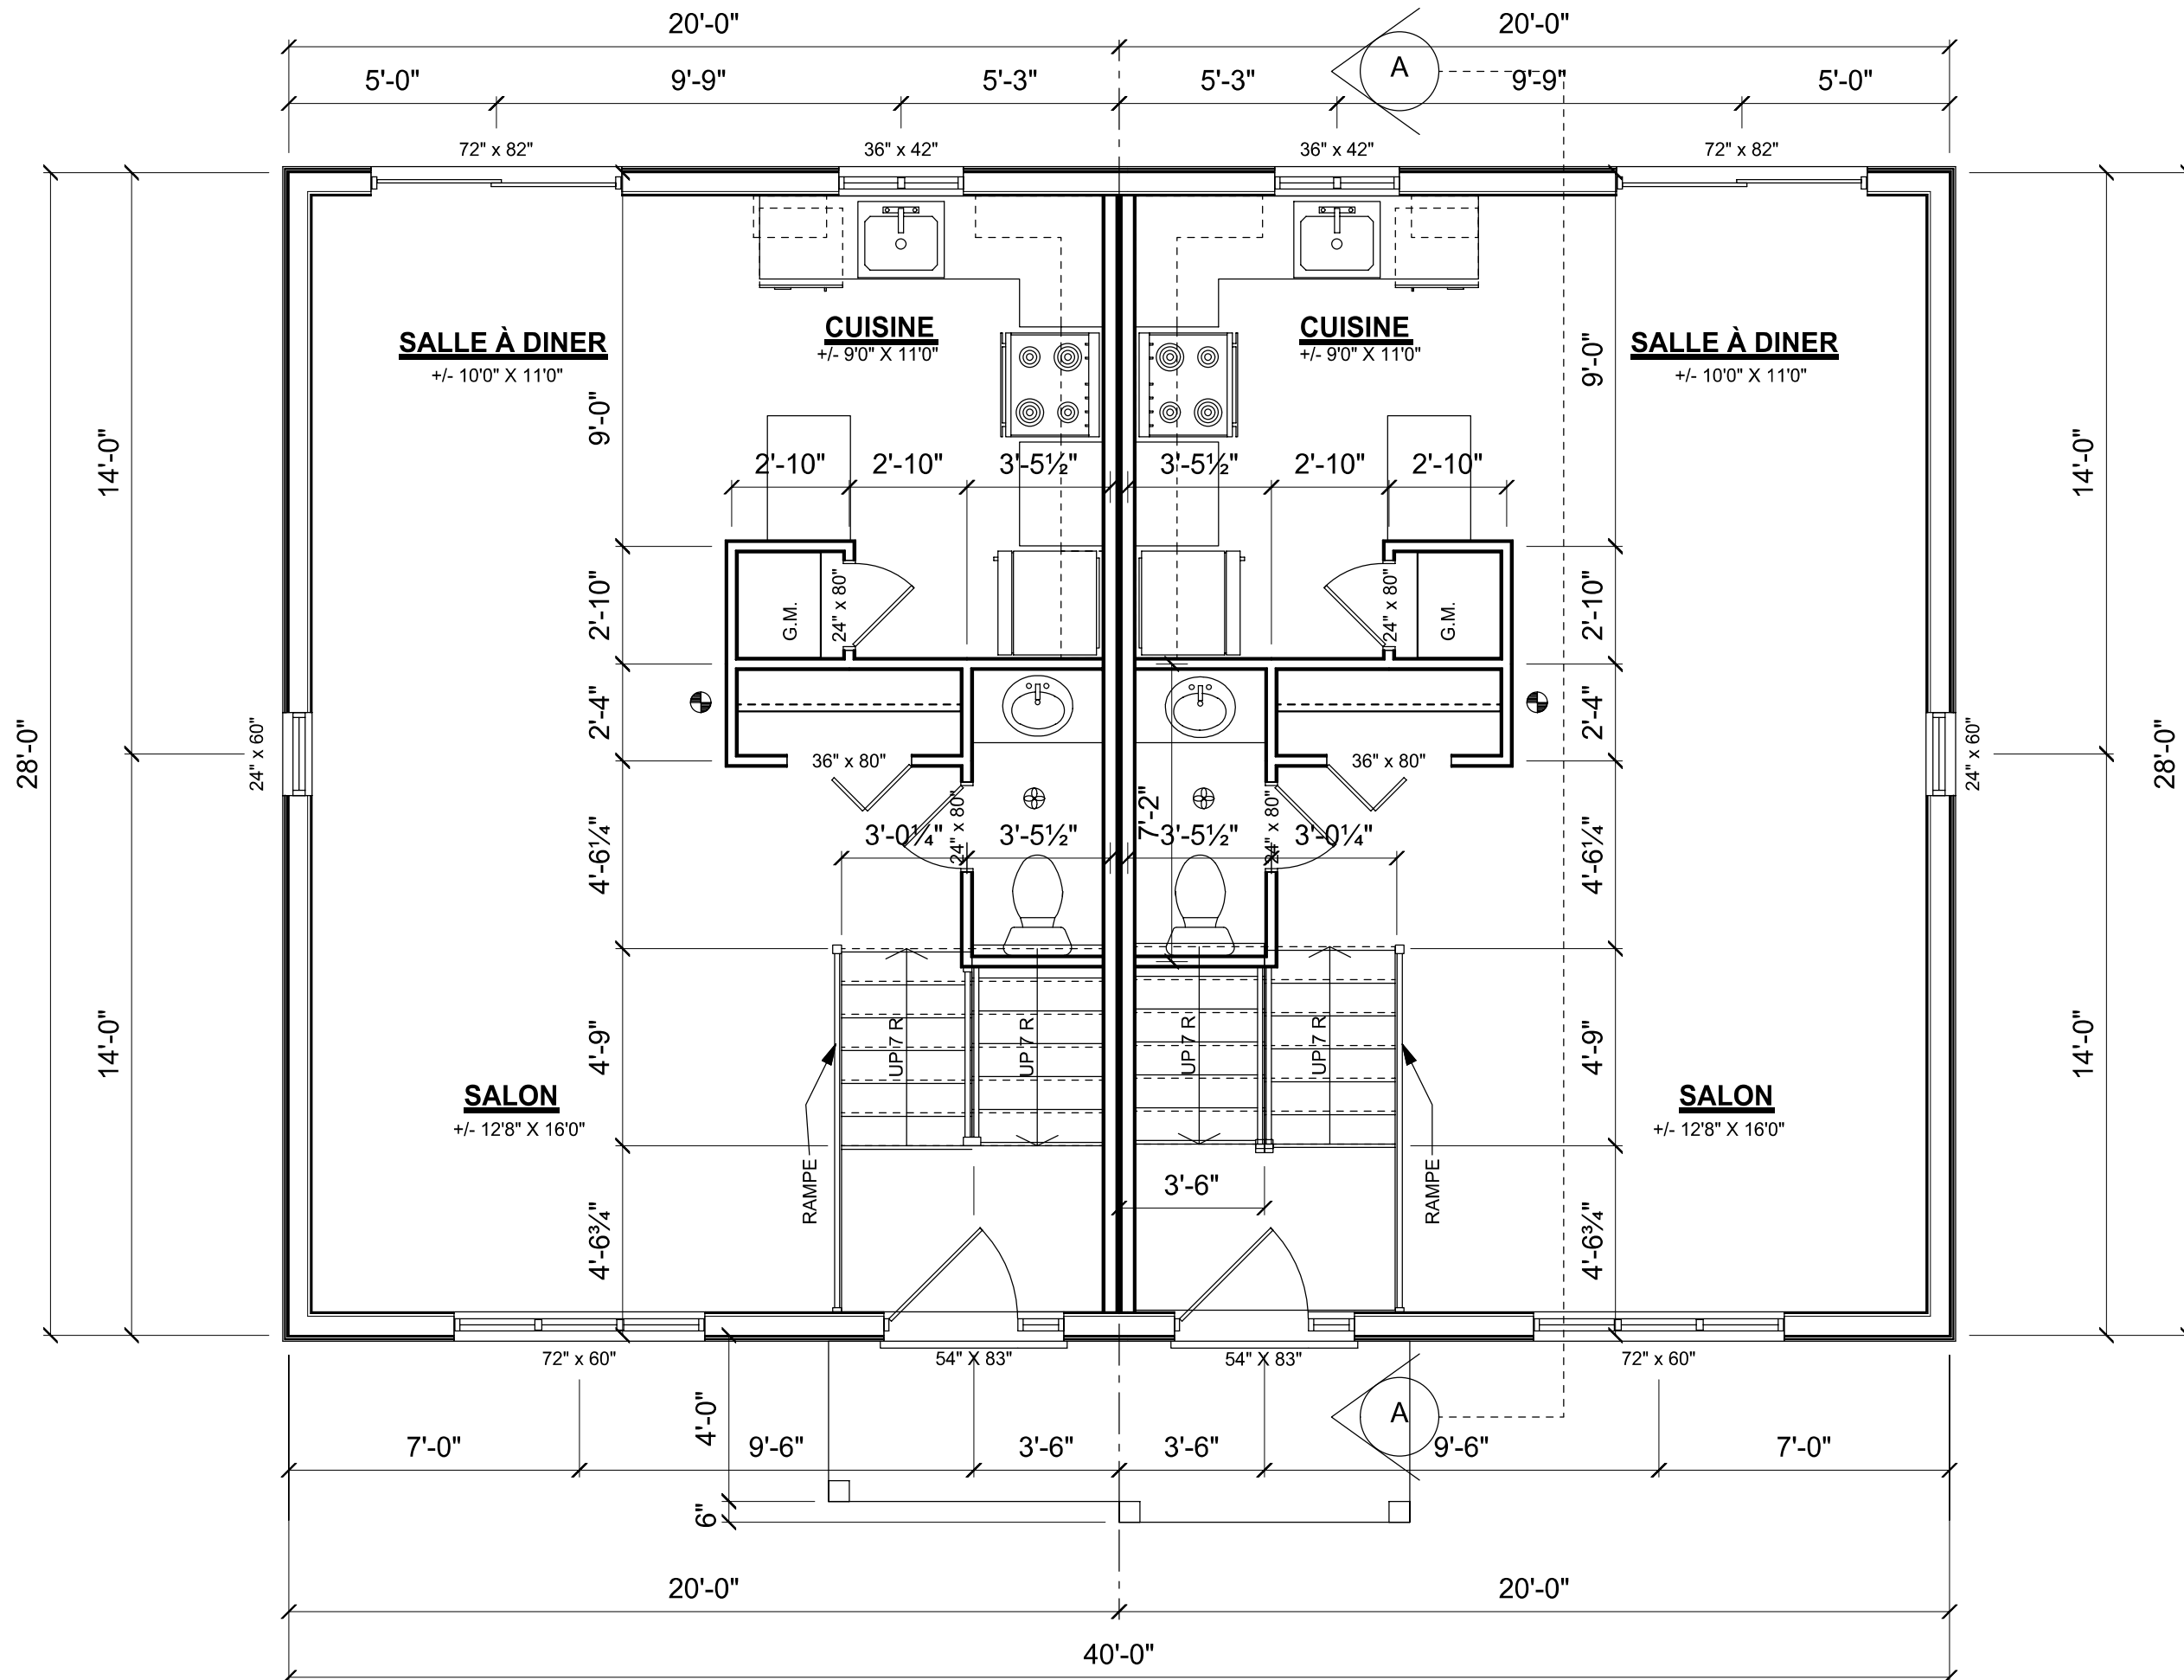 20'-0"
20'-0"
A
5'-0"
9'-9"
5'-3"
5'-3"
9'-9"
5'-0"
72" x 82"
36" x 42"
36" x 42"
72" x 82"
SALLE À DINER
+/- 10'0" X 11'0"
CUISINE
+/- 9'0" X 11'0"
CUISINE
+/- 9'0" X 11'0"
SALLE À DINER
+/- 10'0" X 11'0"
9'-0"
9'-0"
14'-0"
14'-0"
2'-10"
2'-10"
3'-5½"
3'-5½"
2'-10"
2'-10"
2'-10"
G.M.
24" x 80"
24" x 80"
G.M.
2'-10"
2'-4"
2'-4"
28'-0"
24" x 60"
36" x 80"
36" x 80"
24" x 60"
28'-0"
4'-6¼"
3'-0¼"
24" x 80"
3'-5½"
7'-2"
3'-5½"
24" x 80"
3'-0¼"
4'-6¼"
14'-0"
4'-9"
UP 7 R
UP 7 R
UP 7 R
UP 7 R
4'-9"
14'-0"
SALON
+/- 12'8" X 16'0"
SALON
+/- 12'8" X 16'0"
RAMPE
3'-6"
RAMPE
4'-6¾"
4'-6¾"
72" x 60"
54" X 83"
54" X 83"
72" x 60"
4'-0"
A
7'-0"
9'-6"
3'-6"
3'-6"
9'-6"
7'-0"
6"
20'-0"
20'-0"
40'-0"